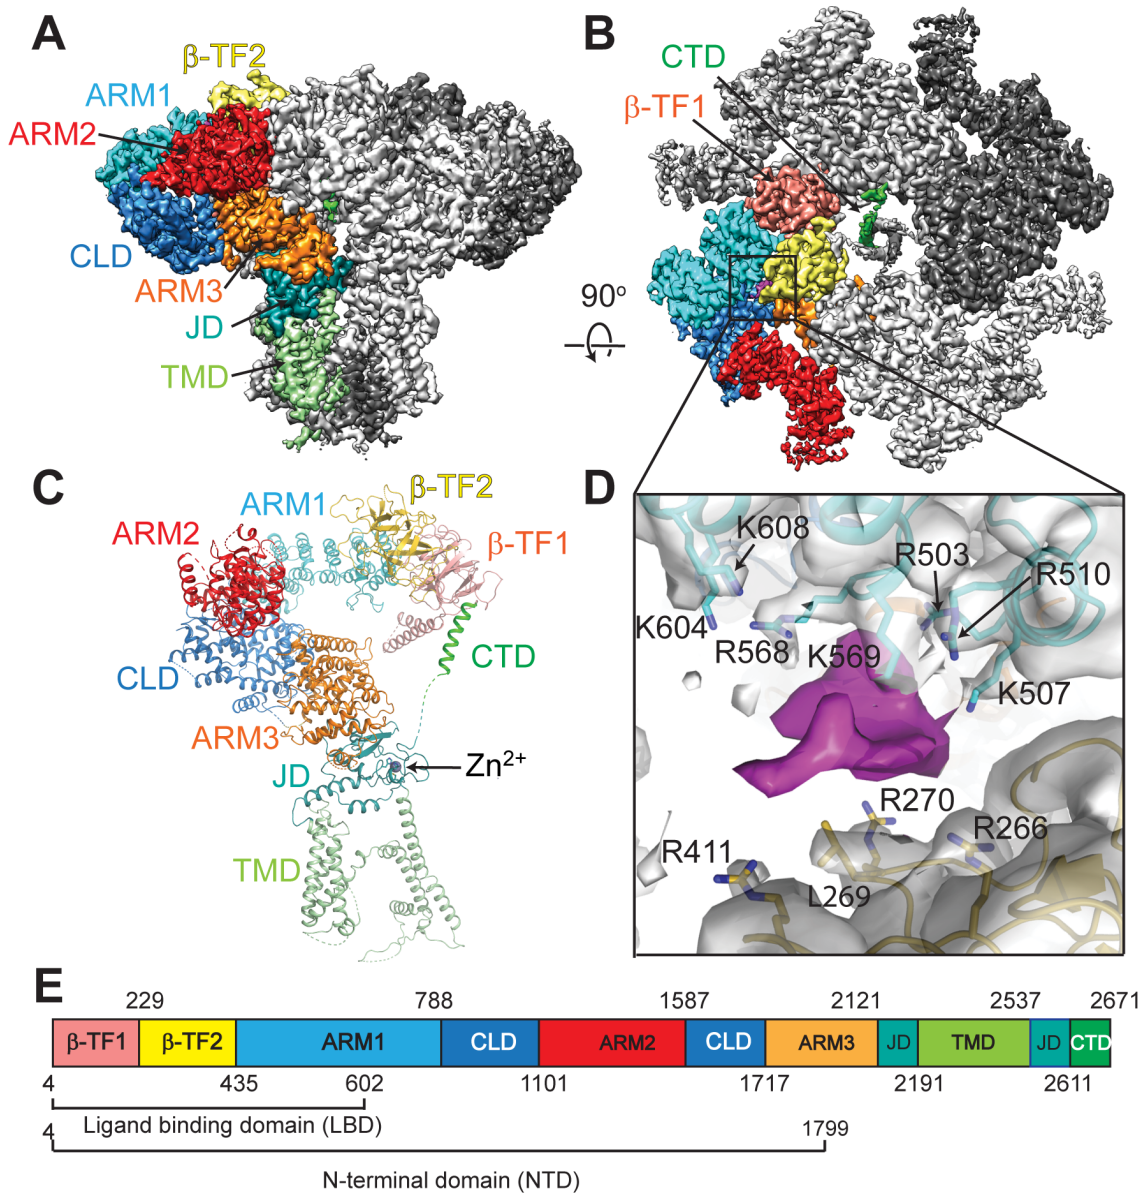 A
β-TF2
ARM1
ARM2
CLD
ARM3
JD
TMD
B
CTD
β-TF1
90º
C
β-TF2
ARM1
ARM2
β-TF1
CTD
CLD
ARM3
JD
Zn²⁺
TMD
D
K608
R503
R510
K604
R568
K569
K507
R270
R266
R411
L269
E
229 788 1587 2121 2537 2671
β-TF1 β-TF2 ARM1 CLD ARM2 CLD ARM3 JD TMD JD CTD
4 435 602 1101 1717 2191 2611
Ligand binding domain (LBD)
4 1799
N-terminal domain (NTD)